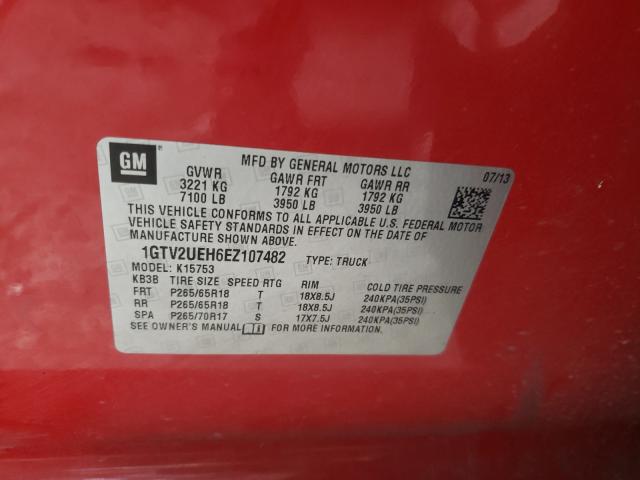 GM
MFD BY GENERAL MOTORS LLC 07/13
GVWR GAWR FRT GAWR RR
3221 KG 1792 KG 1792 KG
7100 LB 3950 LB 3950 LB
THIS VEHICLE CONFORMS TO ALL APPLICABLE U.S. FEDERAL MOTOR
VEHICLE SAFETY STANDARDS IN EFFECT ON THE DATE OF
MANUFACTURE SHOWN ABOVE.
1GTV2UEH6EZ107482 TYPE: TRUCK
MODEL: K15753
KB3B TIRE SIZE SPEED RTG RIM COLD TIRE PRESSURE
FRT P265/65R18 T 18X8.5J 240KPA(35PSI)
RR P265/65R18 T 18X8.5J 240KPA(35PSI)
SPA P265/70R17 S 17X7.5J 240KPA(35PSI)
SEE OWNER'S MANUAL FOR MORE INFORMATION.